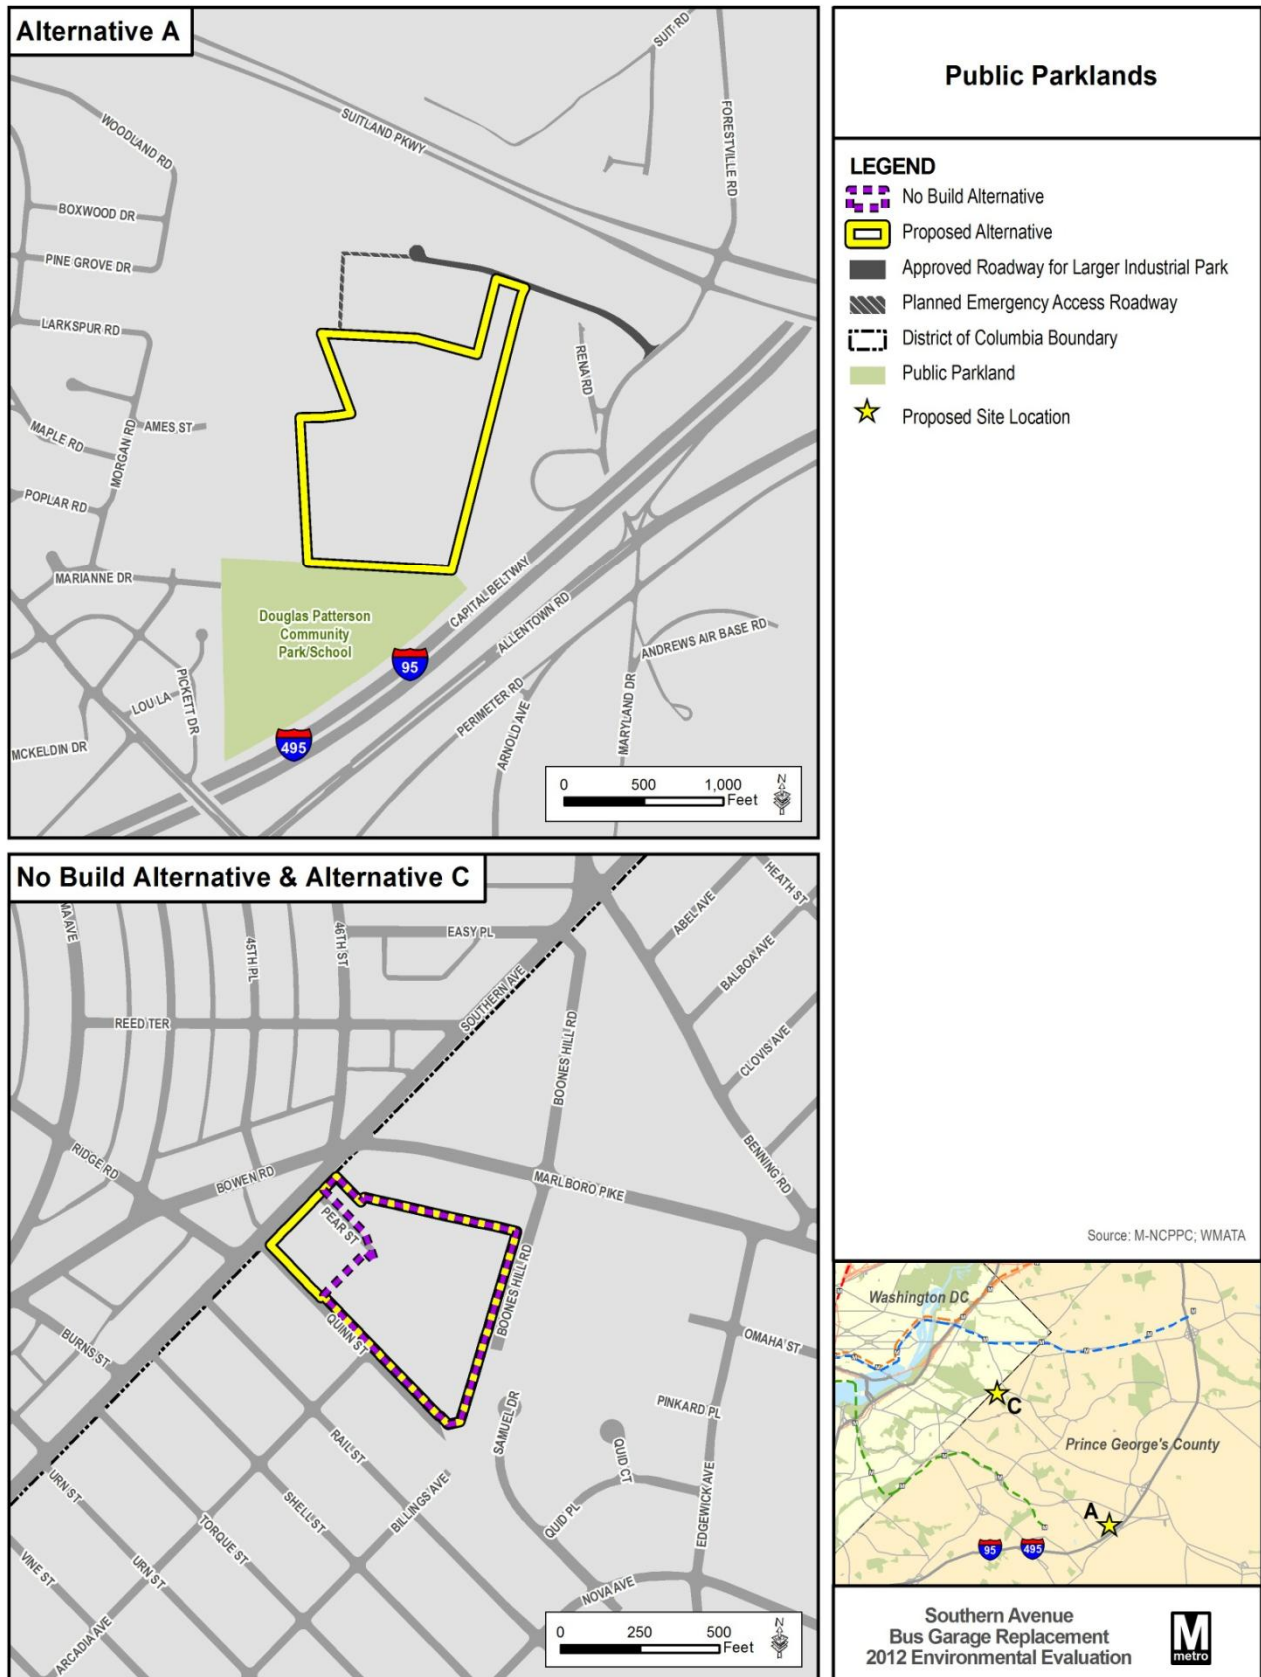 Alternative A
SUIT RD
FORESTVILLE RD
SUITLAND PKWY
WOODLAND RD
BOXWOOD DR
PINE GROVE DR
LARKSPUR RD
RENA RD
AMES ST
MAPLE RD
MORGAN RD
POPLAR RD
MARIANNE DR
Douglas Patterson
Community
Park/School
CAPITAL BELTWAY
ALLENTOWN RD
ANDREWS AIR BASE RD
95
PICKETT DR
LOU LA
PERIMETER RD
ARNOLD AVE
MARYLAND DR
MCKELDIN DR
495
0 500 1,000
Feet
N
No Build Alternative & Alternative C
MA AVE
45TH PL
46TH ST
EASY PL
SOUTHERN AVE
ABEL AVE
HEATH ST
BALBOA AVE
CLOVIS AVE
REED TER
BOONES HILL RD
BENNING RD
RIDGE RD
BOWEN RD
MARLBORO PIKE
PEAR ST
BOONES HILL RD
QUINN ST
BURNS ST
OMAHA ST
PINKARD PL
SAMUEL DR
RAIL ST
QUID CT
BILLINGS AVE
EDGEWICK AVE
URN ST
SHELL ST
QUID PL
TORQUE ST
VINE ST
URN ST
NOVA AVE
ARCADIA AVE
0 250 500
Feet
N
Public Parklands
LEGEND
No Build Alternative
Proposed Alternative
Approved Roadway for Larger Industrial Park
Planned Emergency Access Roadway
District of Columbia Boundary
Public Parkland
Proposed Site Location
Source: M-NCPPC; WMATA
Washington DC
C
Prince George's County
A
95
495
Southern Avenue
Bus Garage Replacement
2012 Environmental Evaluation
M
metro